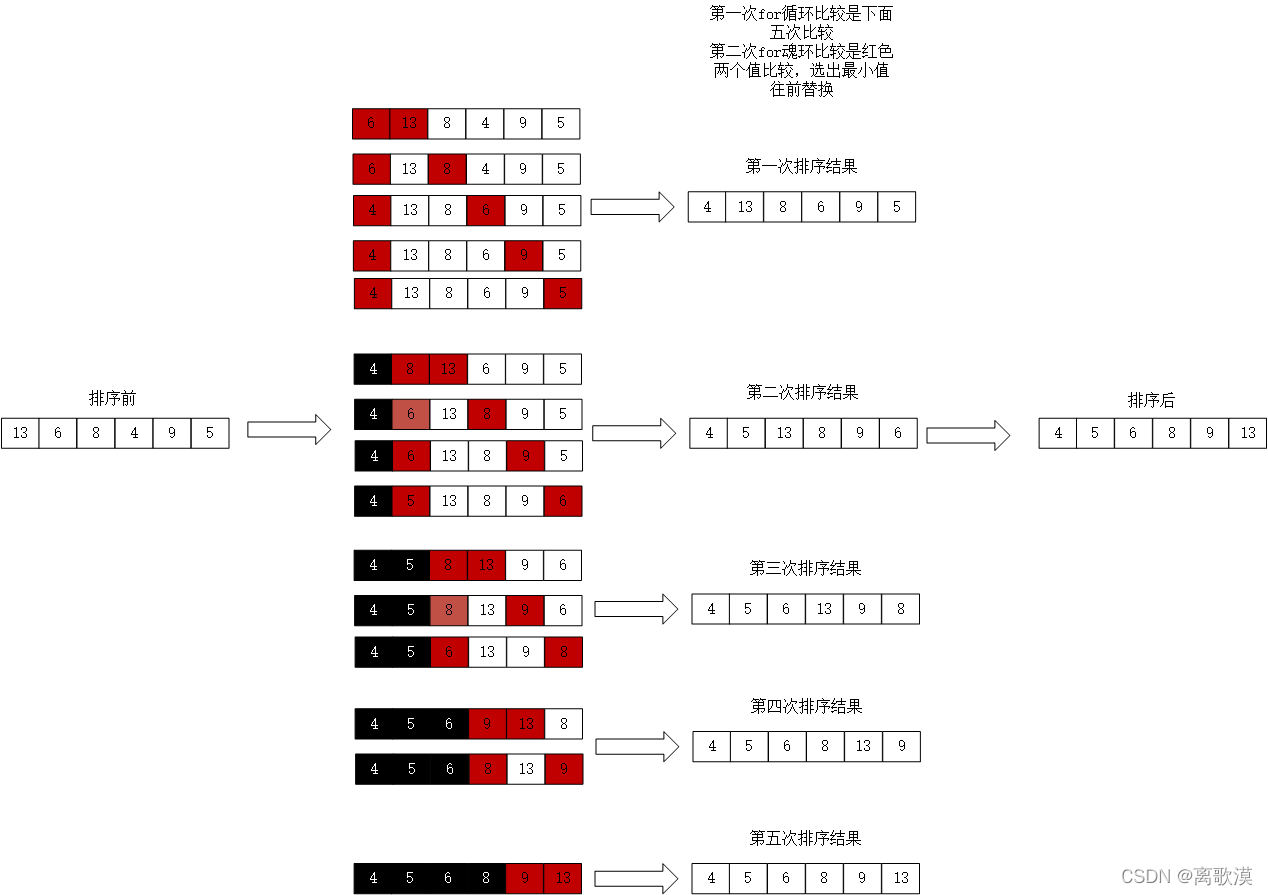 第一次for循环比较是下面
五次比较
第二次for魂环比较是红色
两个值比较，选出最小值
往前替换
6 13 8 4 9 5
6 13 8 4 9 5
4 13 8 6 9 5
4 13 8 6 9 5
4 13 8 6 9 5
第一次排序结果
4 13 8 6 9 5
排序前
13 6 8 4 9 5
4 8 13 6 9 5
4 6 13 8 9 5
4 6 13 8 9 5
4 5 13 8 9 6
第二次排序结果
4 5 13 8 9 6
排序后
4 5 6 8 9 13
4 5 8 13 9 6
4 5 8 13 9 6
4 5 6 13 9 8
第三次排序结果
4 5 6 13 9 8
4 5 6 9 13 8
4 5 6 8 13 9
第四次排序结果
4 5 6 8 13 9
4 5 6 8 9 13
第五次排序结果
4 5 6 8 9 13
CSDN @离歌漠